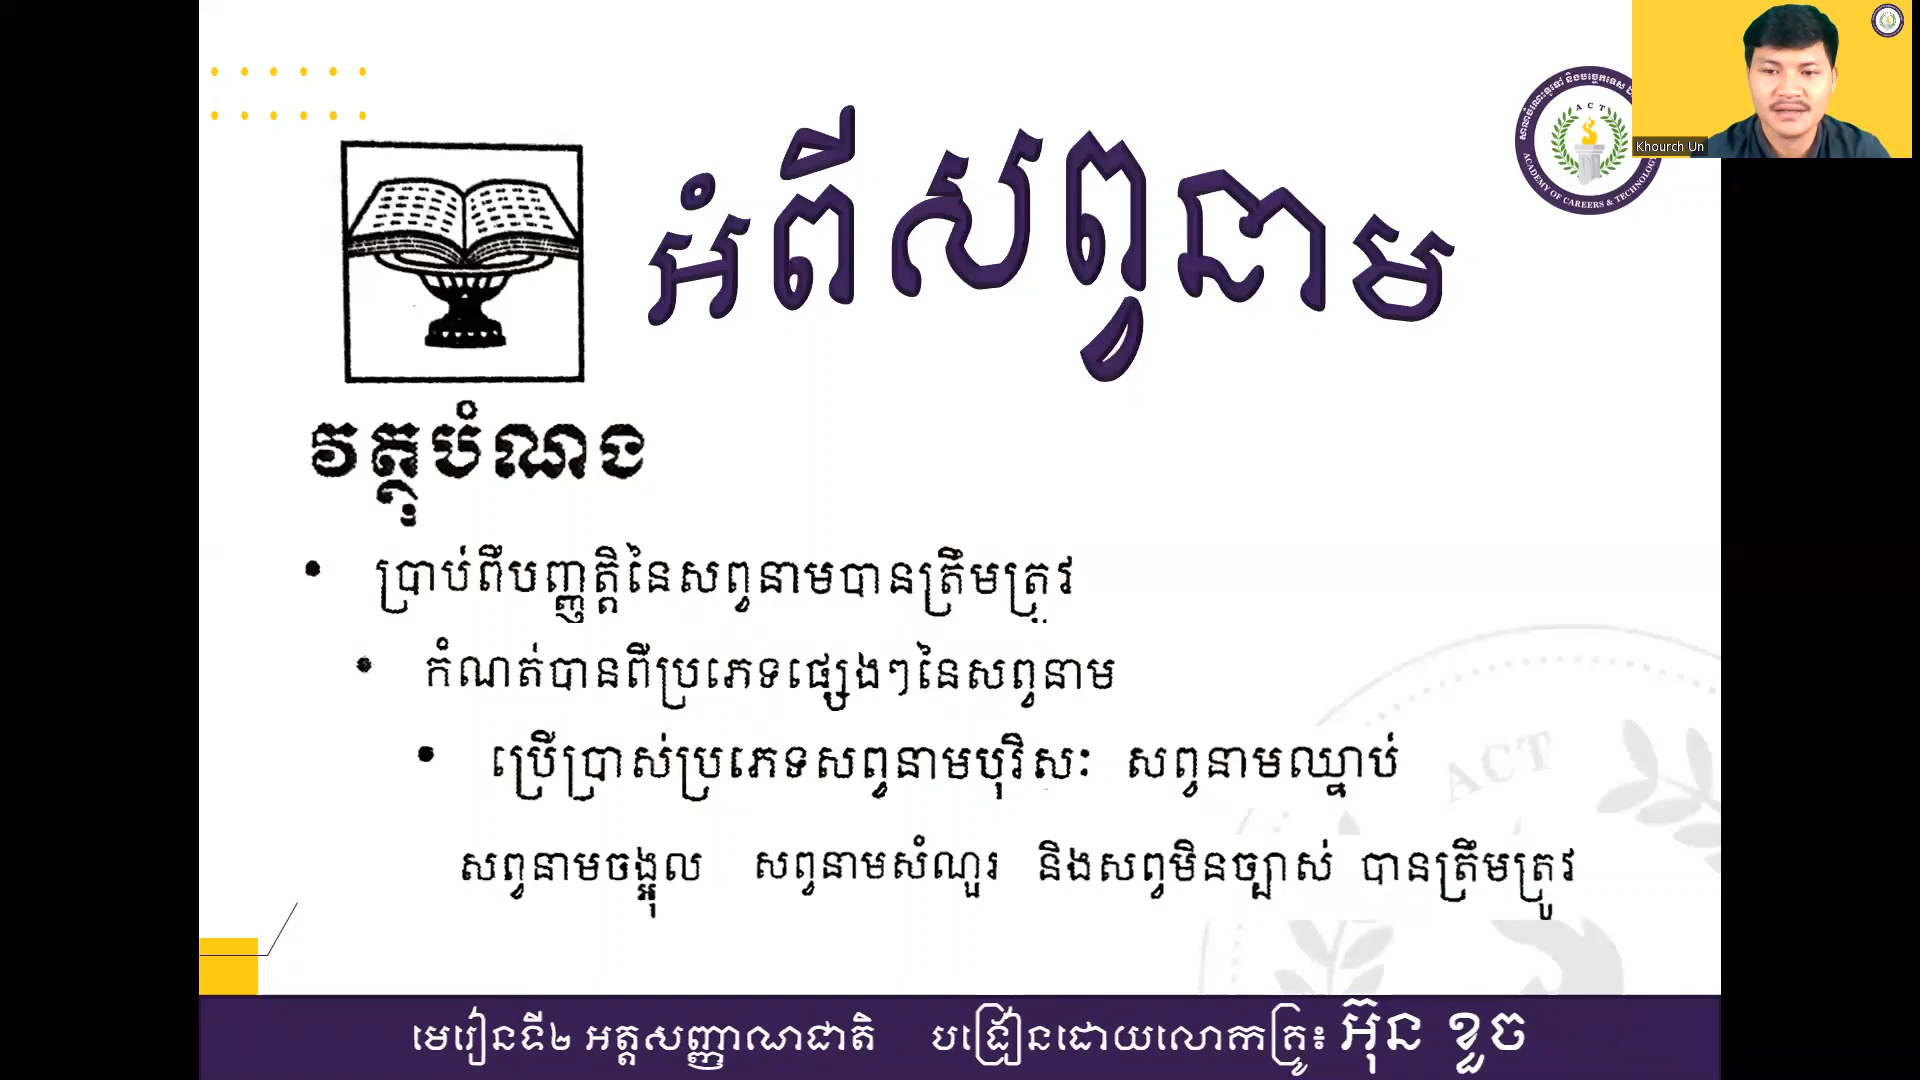 អំពីសព្វនាម
A C T
ACADEMY OF CAREERS & TECHNOLOGY
Khourch Un
វត្ថុបំណង
• ប្រាប់ពីបញ្ញត្តិនៃសព្វនាមបានត្រឹមត្រូវ
• កំណត់បានពីប្រភេទផ្សេងៗនៃសព្វនាម
• ប្រើប្រាស់ប្រភេទសព្វនាមបុរិសៈ សព្វនាមឈ្នាប់
សព្វនាមចង្អុល សព្វនាមសំណួរ និងសព្វមិនច្បាស់ បានត្រឹមត្រូវ
ACT
មេរៀនទី២ អត្តសញ្ញាណជាតិ បង្រៀនដោយលោកគ្រូ៖ អ៊ុន ខួច